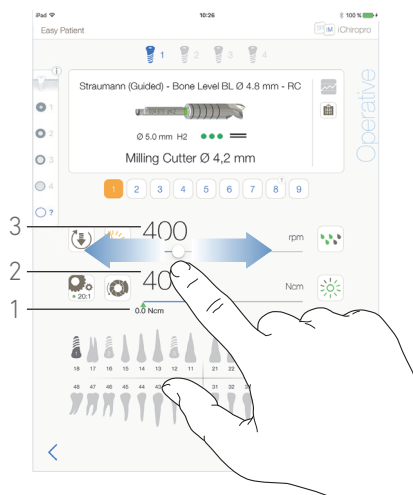 iPad 10:26 100 %
Easy Patient iM iChiropro
1 2 3 4
i
Straumann (Guided) - Bone Level BL Ø 4.8 mm - RC
Ø 5.0 mm H2
Milling Cutter Ø 4,2 mm
Operative
1
2
3
4
?
1 2 3 4 5 6 7 8 9
3
400 rpm
2
40 Ncm
20:1
1
0.0 Ncm
18 17 16 15 14 13 12 11 21 22
48 47 46 45 44 43 31 32